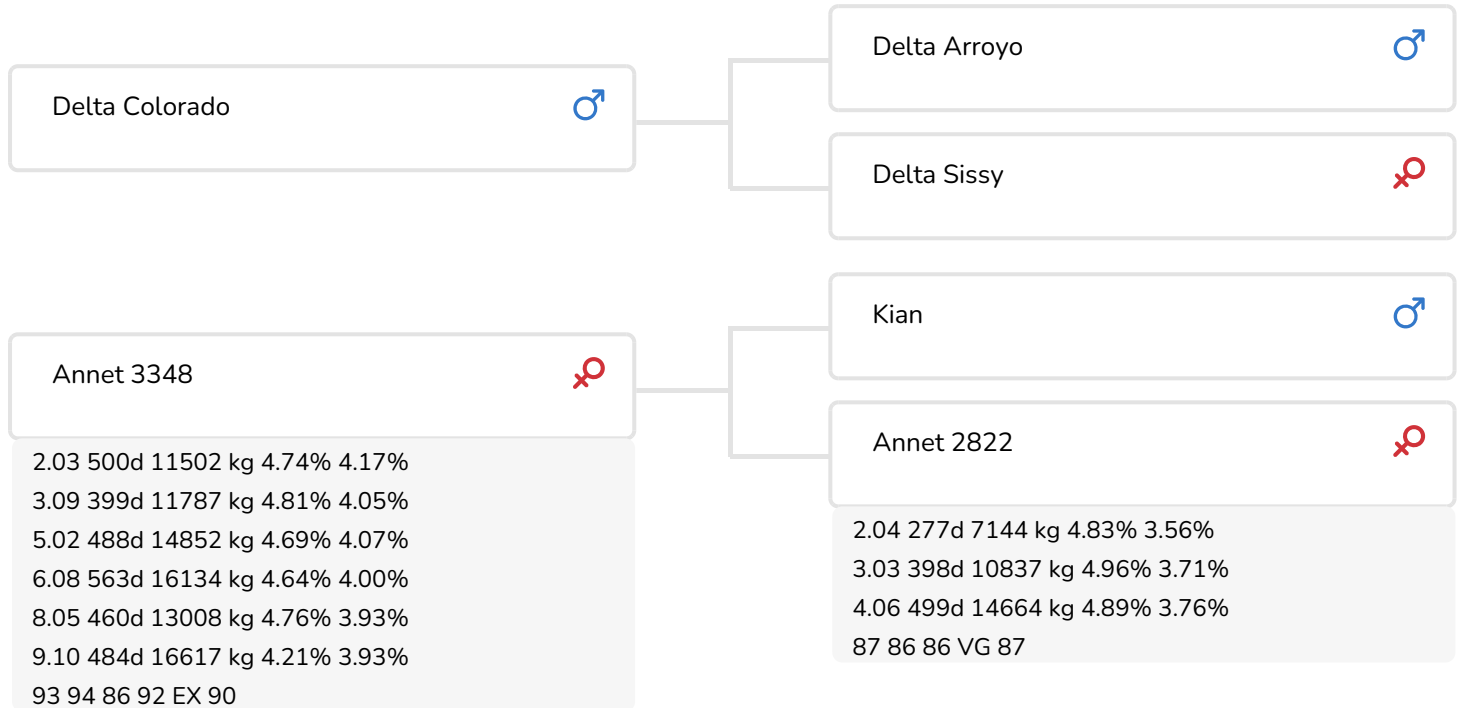 Delta Colorado
Delta Arroyo
Delta Sissy
Annet 3348
2.03 500d 11502 kg 4.74% 4.17%
3.09 399d 11787 kg 4.81% 4.05%
5.02 488d 14852 kg 4.69% 4.07%
6.08 563d 16134 kg 4.64% 4.00%
8.05 460d 13008 kg 4.76% 3.93%
9.10 484d 16617 kg 4.21% 3.93%
93 94 86 92 EX 90
Kian
Annet 2822
2.04 277d 7144 kg 4.83% 3.56%
3.03 398d 10837 kg 4.96% 3.71%
4.06 499d 14664 kg 4.89% 3.76%
87 86 86 VG 87